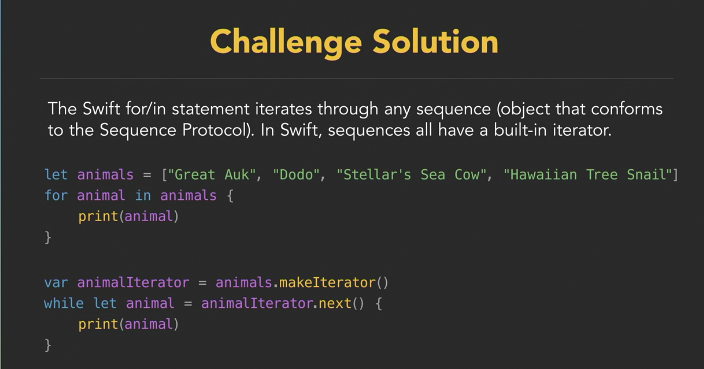 Challenge Solution
The Swift for/in statement iterates through any sequence (object that conforms
to the Sequence Protocol). In Swift, sequences all have a built-in iterator.
let animals = ["Great Auk", "Dodo", "Stellar's Sea Cow", "Hawaiian Tree Snail"]
for animal in animals {
    print(animal)
}
var animalIterator = animals.makeIterator()
while let animal = animalIterator.next() {
    print(animal)
}